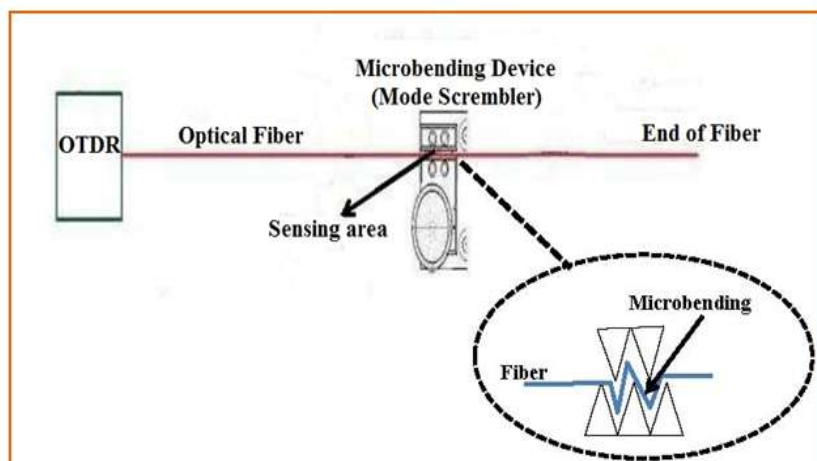 Microbending Device
(Mode Scrembler)
OTDR
Optical Fiber
End of Fiber
Sensing area
Microbending
Fiber